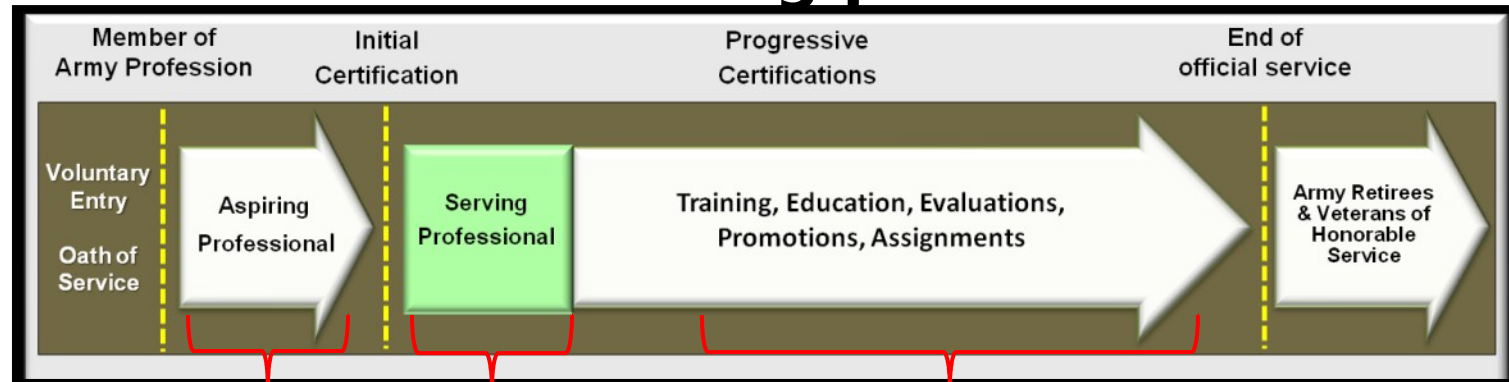 Member of
Army Profession
Initial
Certification
Progressive
Certifications
End of
official service
Voluntary
Entry
Oath of
Service
Aspiring
Professional
Serving
Professional
Training, Education, Evaluations,
Promotions, Assignments
Army Retirees
& Veterans of
Honorable
Service